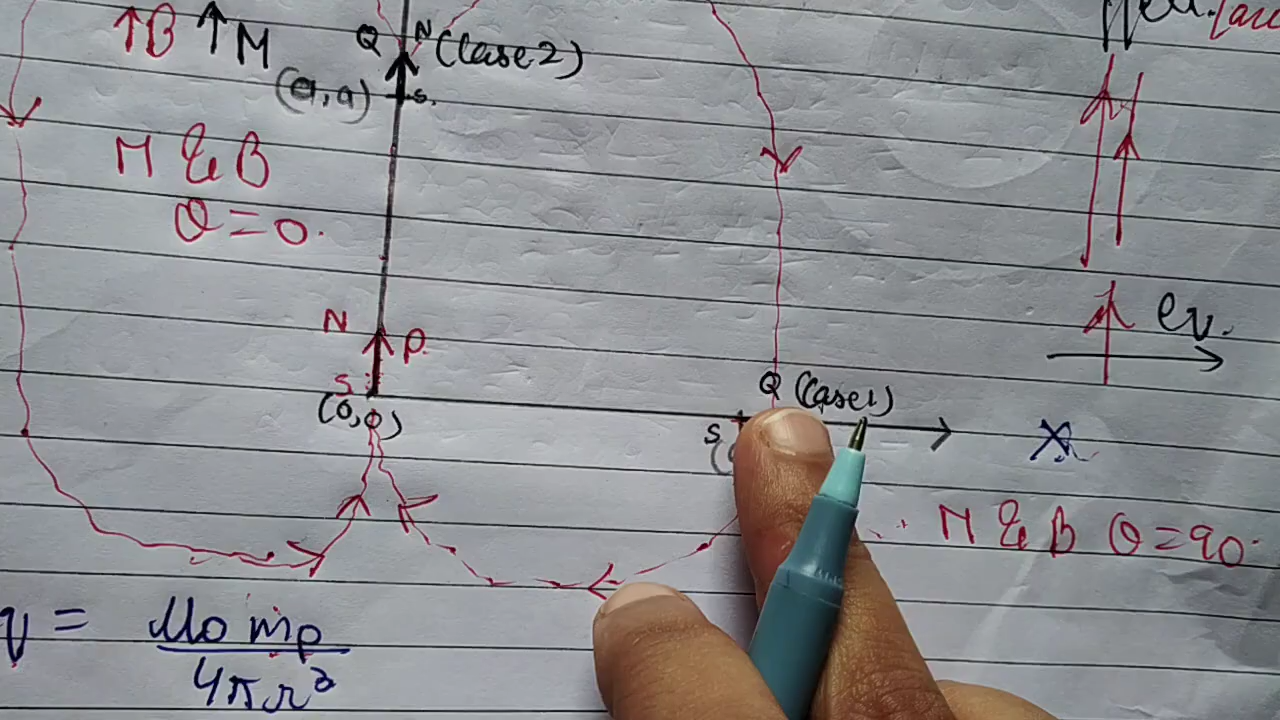 ↑B ↑M
Q N (Case 2)
(a,a) S.
M & B
θ = 0.
N P.
S
(0,0)
Q (Case 1)
S
ev.
X
M & B θ = 90.
= μ0 mp
4πr³